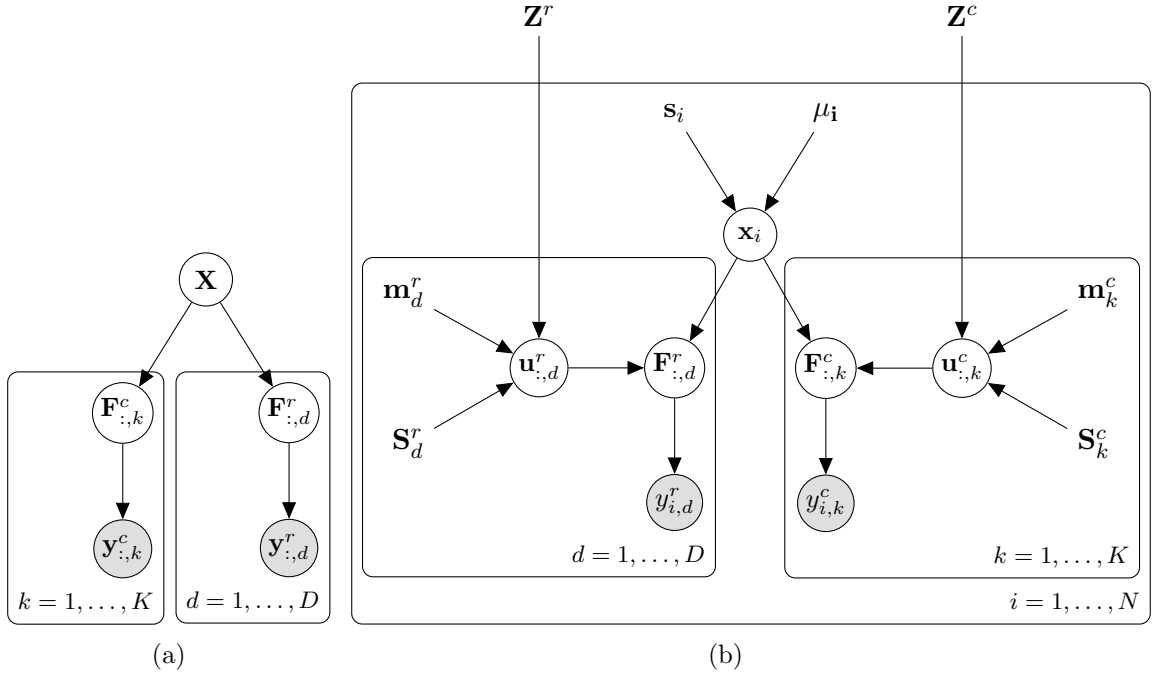 X
F^c_{:,k}
F^r_{:,d}
y^c_{:,k}
y^r_{:,d}
k = 1, . . . , K
d = 1, . . . , D
(a)
Z^r
Z^c
s_i
μ_i
x_i
m^r_d
m^c_k
u^r_{:,d}
F^r_{:,d}
F^c_{:,k}
u^c_{:,k}
S^r_d
S^c_k
y^r_{i,d}
y^c_{i,k}
d = 1, . . . , D
k = 1, . . . , K
i = 1, . . . , N
(b)